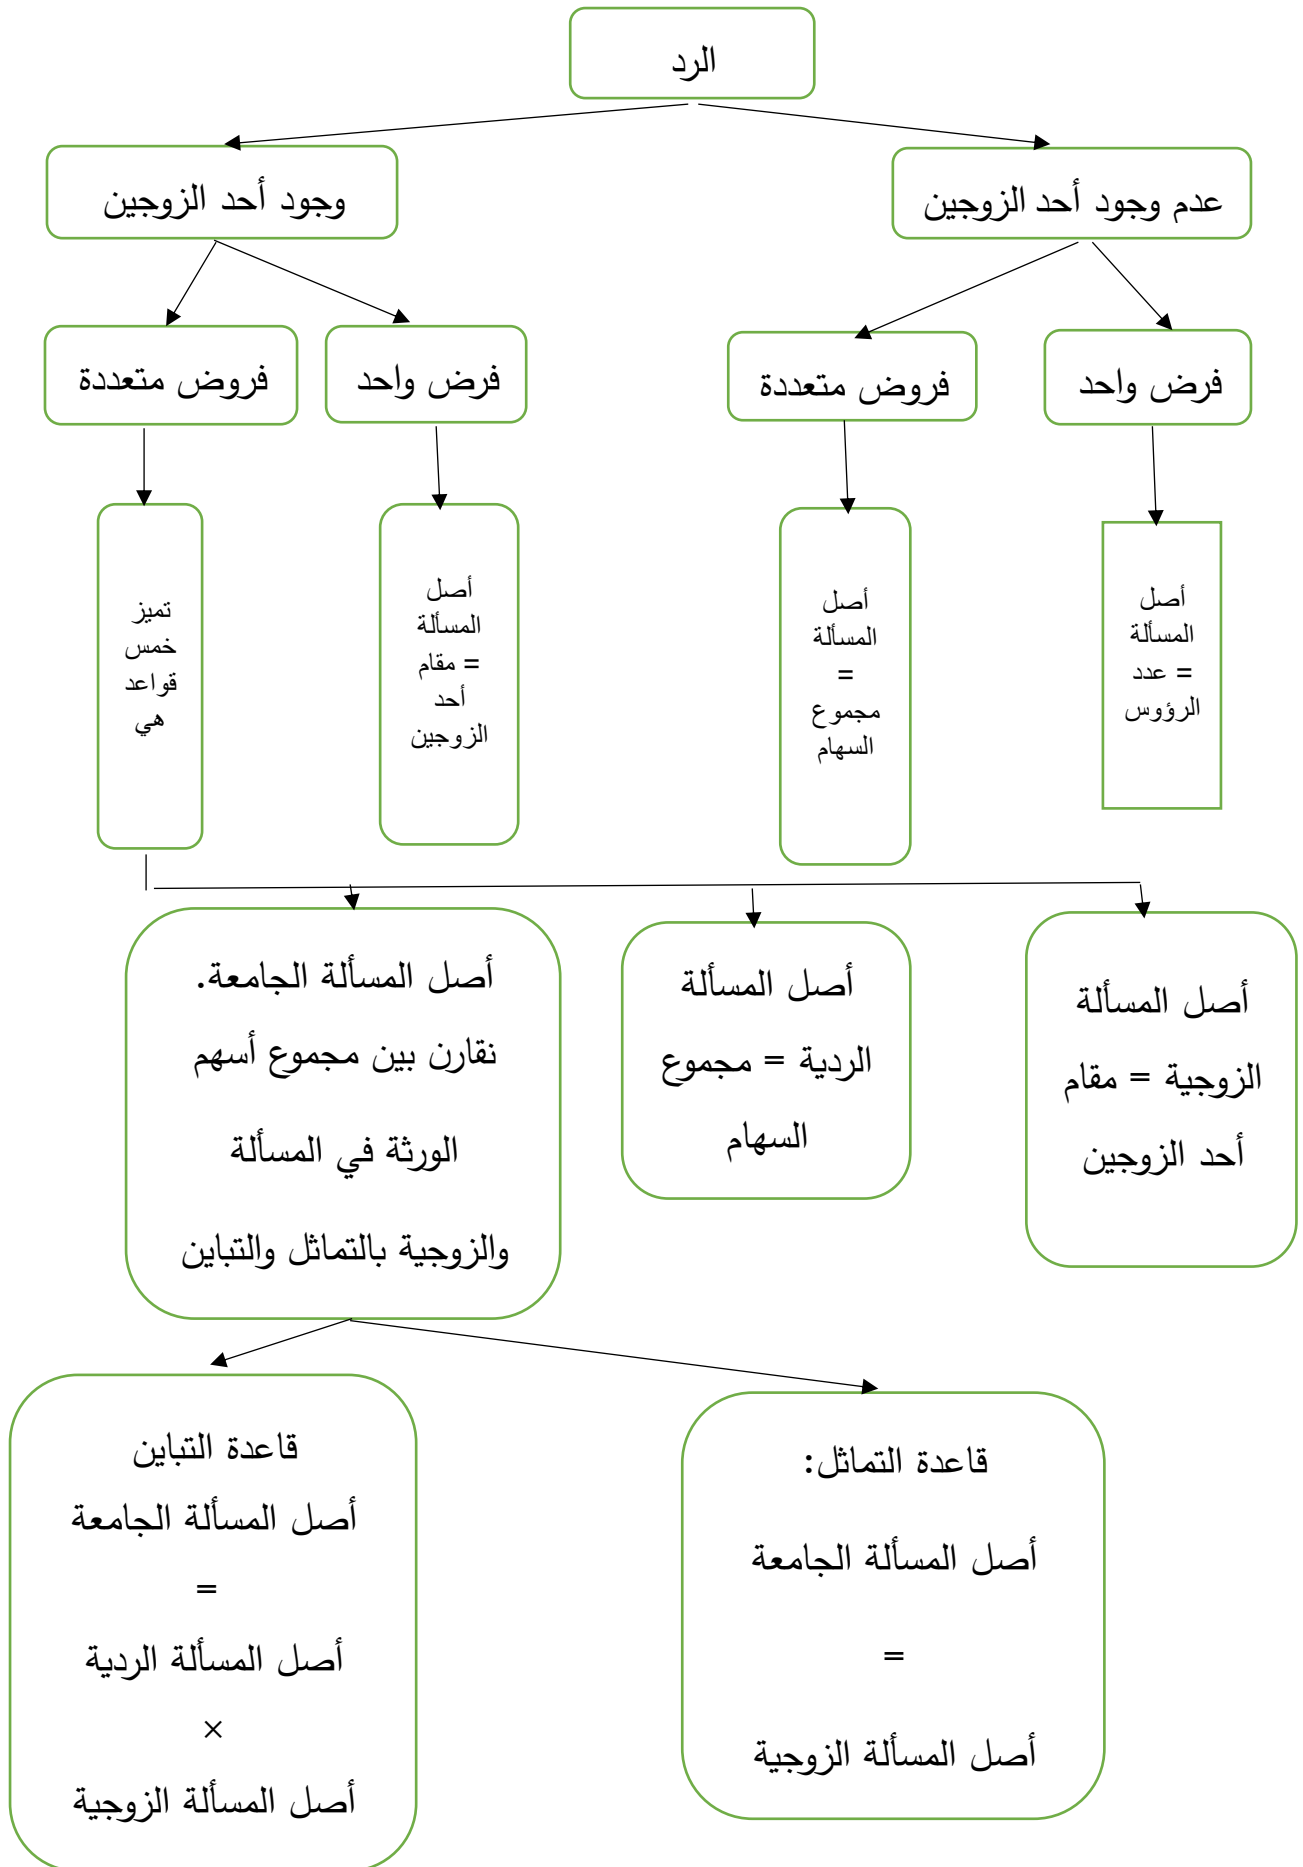 الرد
عدم وجود أحد الزوجين
وجود أحد الزوجين
فرض واحد
فروض متعددة
فرض واحد
فروض متعددة
أصل
المسألة
= عدد
الرؤوس
أصل
المسألة
=
مجموع
السهام
أصل
المسألة
= مقام
أحد
الزوجين
تميز
خمس
قواعد
هي
أصل المسألة
الزوجية = مقام
أحد الزوجين
أصل المسألة
الردية = مجموع
السهام
أصل المسألة الجامعة.
نقارن بين مجموع أسهم
الورثة في المسألة
والزوجية بالتماثل والتباين
قاعدة التماثل:
أصل المسألة الجامعة
=
أصل المسألة الزوجية
قاعدة التباين
أصل المسألة الجامعة
=
أصل المسألة الردية
×
أصل المسألة الزوجية